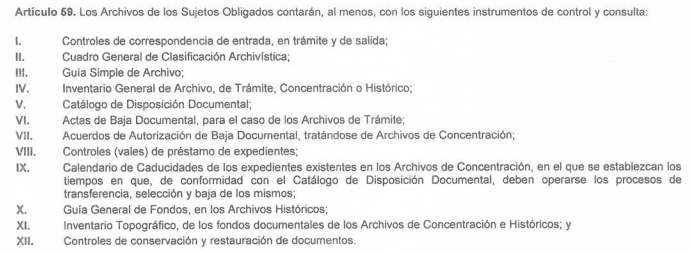 Artículo 59. Los Archivos de los Sujetos Obligados contarán, al menos, con los siguientes instrumentos de control y consulta:
I. Controles de correspondencia de entrada, en trámite y de salida;
II. Cuadro General de Clasificación Archivística;
III. Guía Simple de Archivo;
IV. Inventario General de Archivo, de Trámite, Concentración o Histórico;
V. Catálogo de Disposición Documental;
VI. Actas de Baja Documental, para el caso de los Archivos de Trámite;
VII. Acuerdos de Autorización de Baja Documental, tratándose de Archivos de Concentración;
VIII. Controles (vales) de préstamo de expedientes;
IX. Calendario de Caducidades de los expedientes existentes en los Archivos de Concentración, en el que se establezcan los
tiempos en que, de conformidad con el Catálogo de Disposición Documental, deben operarse los procesos de
transferencia, selección y baja de los mismos;
X. Guía General de Fondos, en los Archivos Históricos;
XI. Inventario Topográfico, de los fondos documentales de los Archivos de Concentración e Históricos; y
XII. Controles de conservación y restauración de documentos.